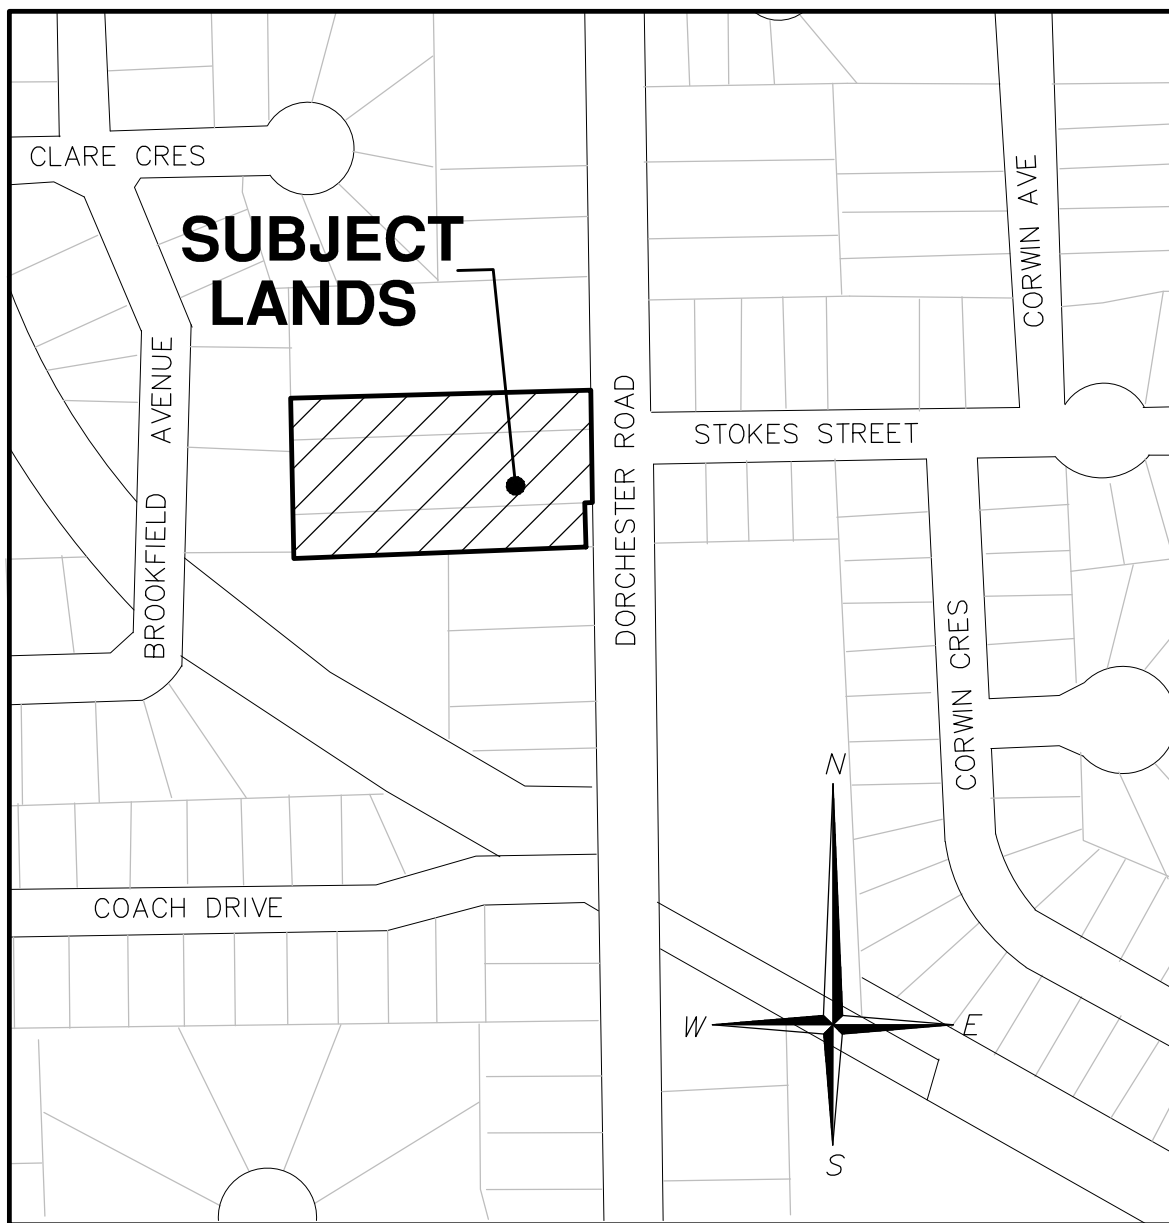 CLARE CRES
SUBJECT
LANDS
CORWIN AVE
BROOKFIELD AVENUE
DORCHESTER ROAD
STOKES STREET
CORWIN CRES
N
COACH DRIVE
W
E
S